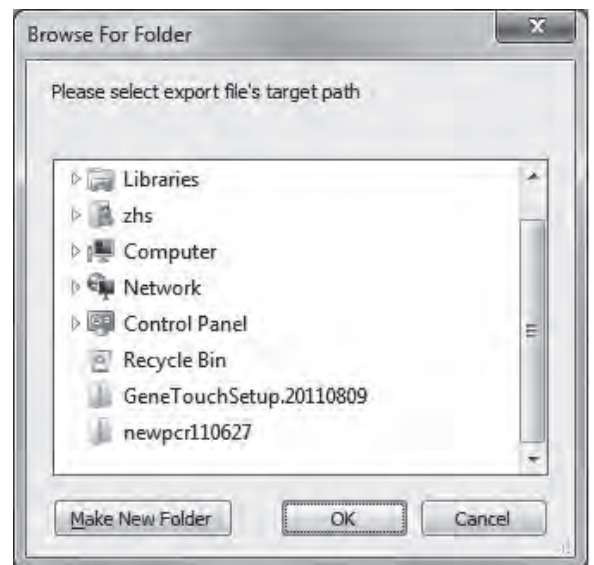 Browse For Folder
Please select export file's target path
Libraries
zhs
Computer
Network
Control Panel
Recycle Bin
GeneTouchSetup.20110809
newpcr110627
Make New Folder
OK
Cancel